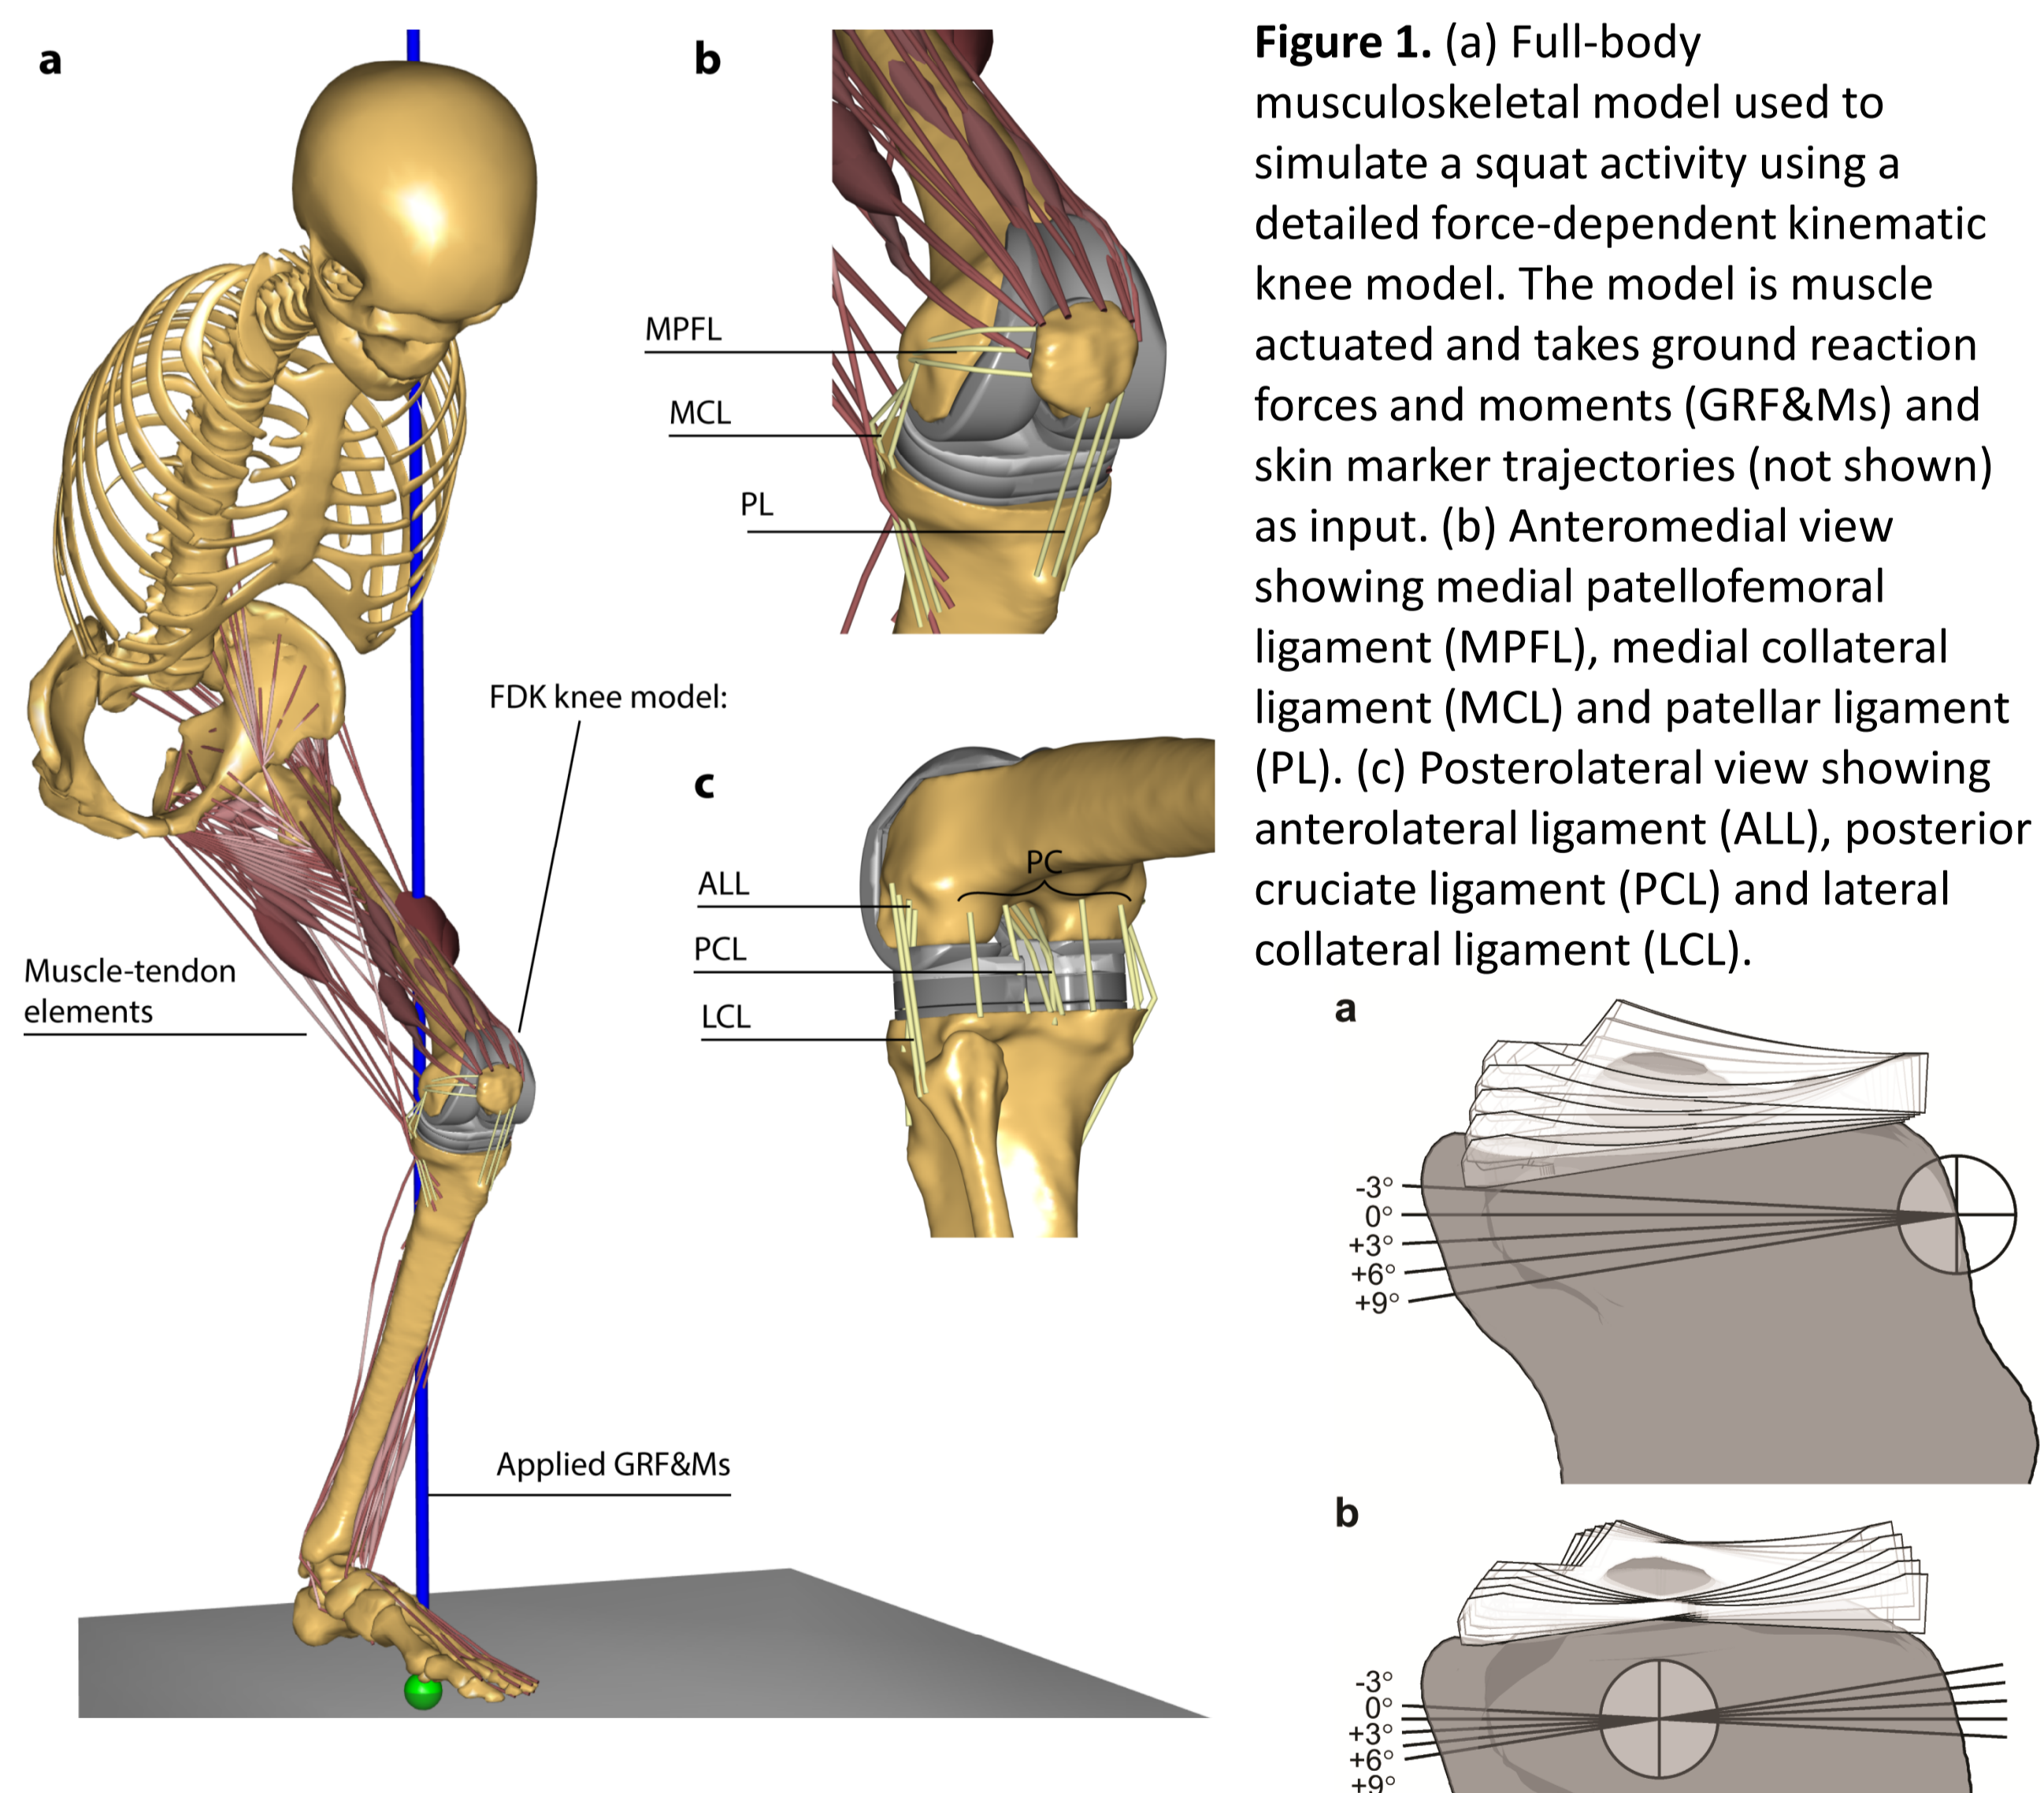 a
b
MPFL
MCL
PL
FDK knee model:
c
ALL
PC
PCL
LCL
Muscle-tendon
elements
Applied GRF&Ms
Figure 1. (a) Full-body
musculoskeletal model used to
simulate a squat activity using a
detailed force-dependent kinematic
knee model. The model is muscle
actuated and takes ground reaction
forces and moments (GRF&Ms) and
skin marker trajectories (not shown)
as input. (b) Anteromedial view
showing medial patellofemoral
ligament (MPFL), medial collateral
ligament (MCL) and patellar ligament
(PL). (c) Posterolateral view showing
anterolateral ligament (ALL), posterior
cruciate ligament (PCL) and lateral
collateral ligament (LCL).
a
-3°
0°
+3°
+6°
+9°
b
-3°
0°
+3°
+6°
+9°